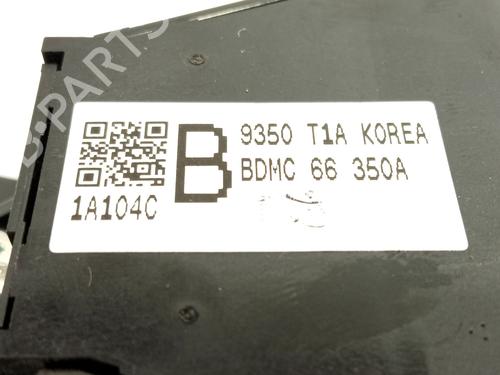 B-PARTS
B
9350 T1A KOREA
BDMC 66 350A
1A104C